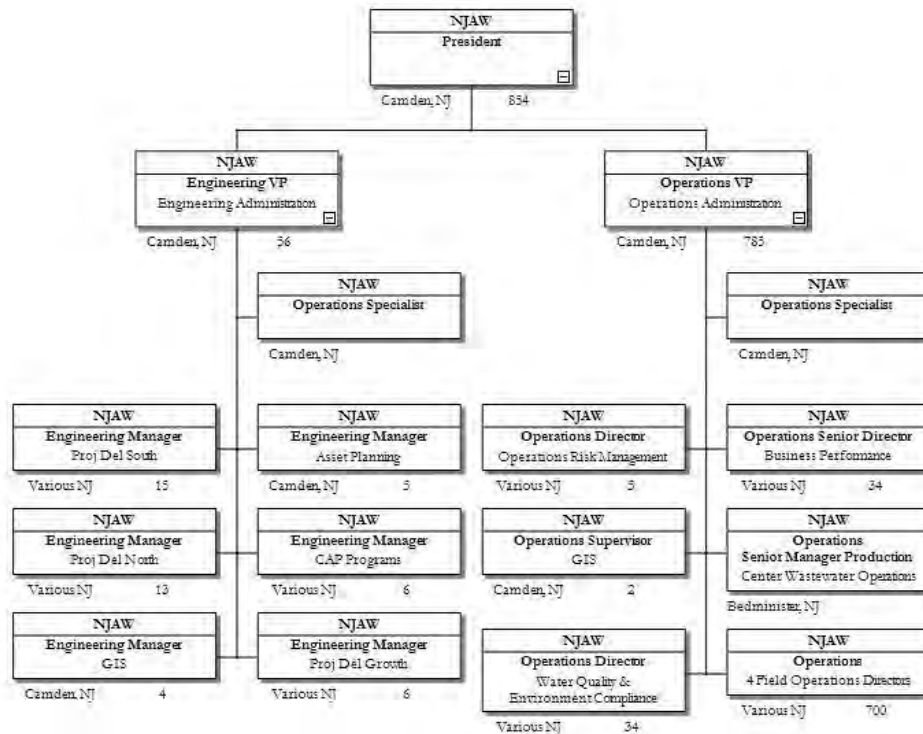 NJAW
President
Camden, NJ 854
NJAW
Engineering VP
Engineering Administration
Camden, NJ 56
NJAW
Operations VP
Operations Administration
Camden, NJ 785
NJAW
Operations Specialist
Camden, NJ
NJAW
Operations Specialist
Camden, NJ
NJAW
Engineering Manager
Proj Del South
Various NJ 15
NJAW
Engineering Manager
Asset Planning
Camden, NJ 5
NJAW
Operations Director
Operations Risk Management
Various NJ 5
NJAW
Operations Senior Director
Business Performance
Various NJ 34
NJAW
Engineering Manager
Proj Del North
Various NJ 13
NJAW
Engineering Manager
CAP Programs
Various NJ 6
NJAW
Operations Supervisor
GIS
Camden, NJ 2
NJAW
Operations
Senior Manager Production
Center Wastewater Operations
Bedminister, NJ
NJAW
Engineering Manager
GIS
Camden, NJ 4
NJAW
Engineering Manager
Proj Del Growth
Various NJ 6
NJAW
Operations Director
Water Quality &
Environment Compliance
Various NJ 34
NJAW
Operations
4 Field Operations Directors
Various NJ 700